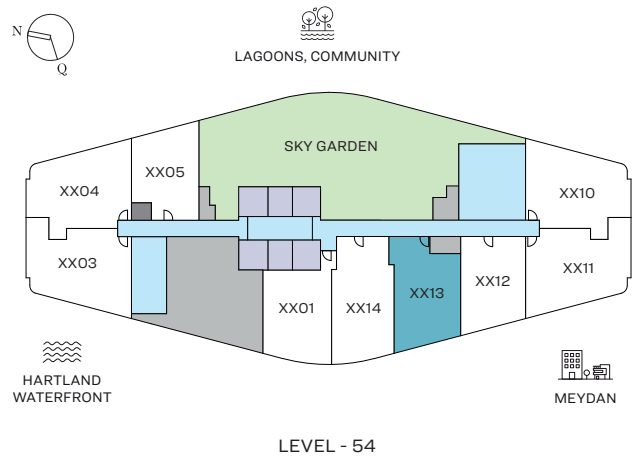 N
Q
LAGOONS, COMMUNITY
SKY GARDEN
XX05
XX04
XX10
XX03
XX11
XX12
XX13
XX01
XX14
HARTLAND
WATERFRONT
MEYDAN
LEVEL - 54